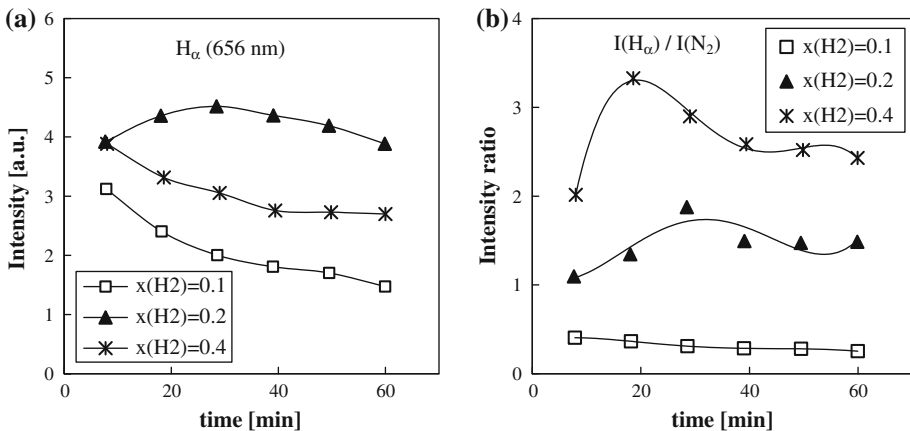 (a)
6
5
4
3
2
1
0
Intensity [a.u.]
Hα (656 nm)
x(H2)=0.1
x(H2)=0.2
x(H2)=0.4
0 20 40 60
time [min]
(b)
4
3
2
1
0
Intensity ratio
I(Hα) / I(N2)
x(H2)=0.1
x(H2)=0.2
x(H2)=0.4
0 20 40 60
time [min]